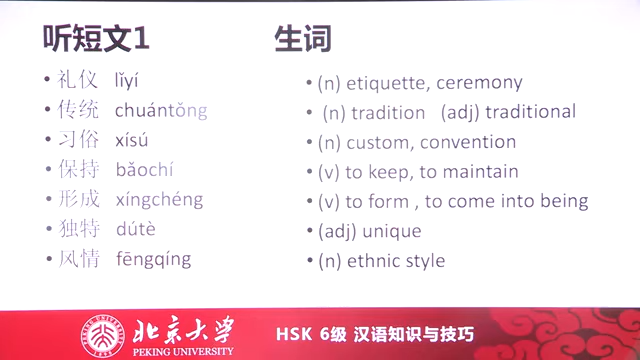 听短文1 生词
• 礼仪 lǐyí • (n) etiquette, ceremony
• 传统 chuántǒng • (n) tradition (adj) traditional
• 习俗 xísú • (n) custom, convention
• 保持 bǎochí • (v) to keep, to maintain
• 形成 xíngchéng • (v) to form , to come into being
• 独特 dútè • (adj) unique
• 风情 fēngqíng • (n) ethnic style
北京大学 HSK 6级 汉语知识与技巧
PEKING UNIVERSITY